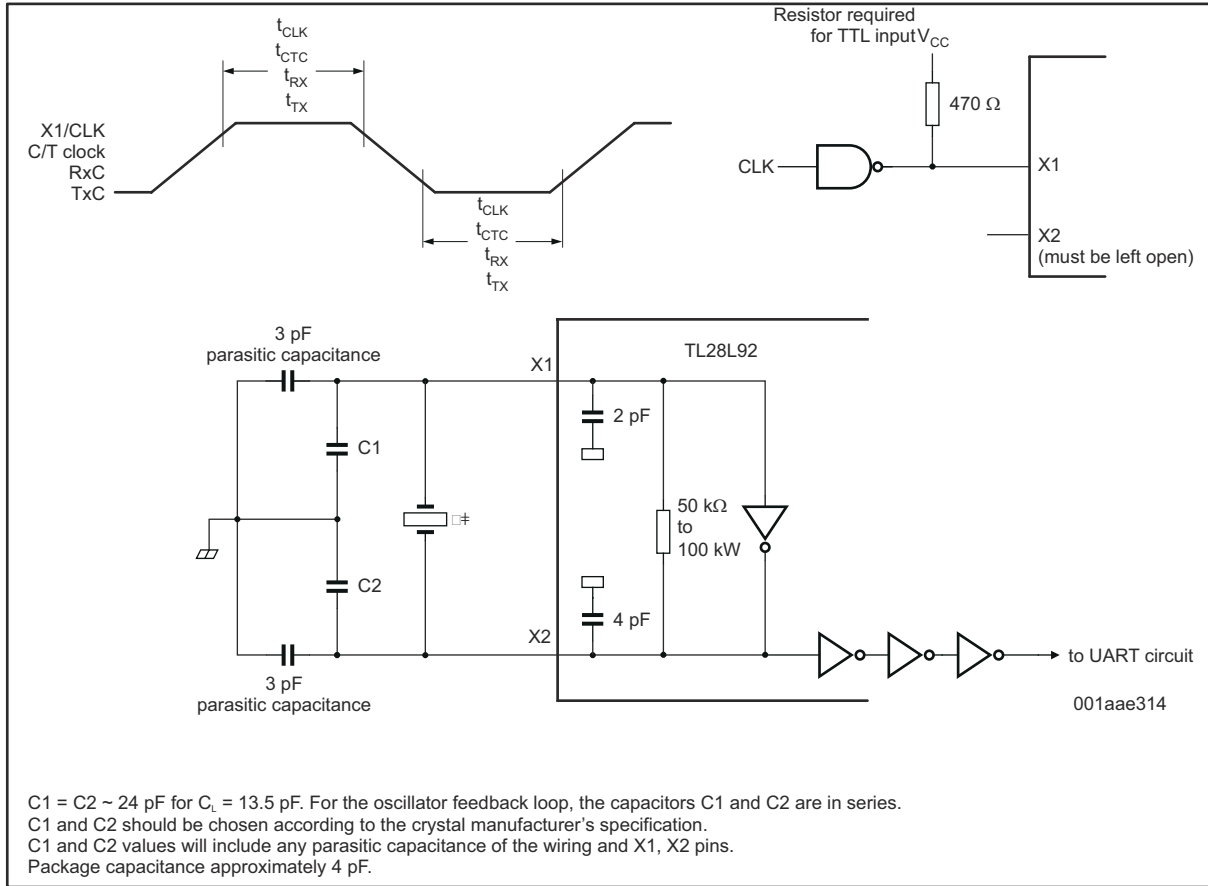 t_CLK
t_CTC
t_RX
t_TX
X1/CLK
C/T clock
RxC
TxC
t_CLK
t_CTC
t_RX
t_TX
Resistor required
for TTL input V_CC
470 Ω
CLK
X1
X2
(must be left open)
3 pF
parasitic capacitance
X1
TL28L92
2 pF
C1
50 kΩ
to
100 kW
C2
4 pF
X2
3 pF
parasitic capacitance
to UART circuit
001aae314
C1 = C2 ~ 24 pF for C_L = 13.5 pF. For the oscillator feedback loop, the capacitors C1 and C2 are in series.
C1 and C2 should be chosen according to the crystal manufacturer's specification.
C1 and C2 values will include any parasitic capacitance of the wiring and X1, X2 pins.
Package capacitance approximately 4 pF.